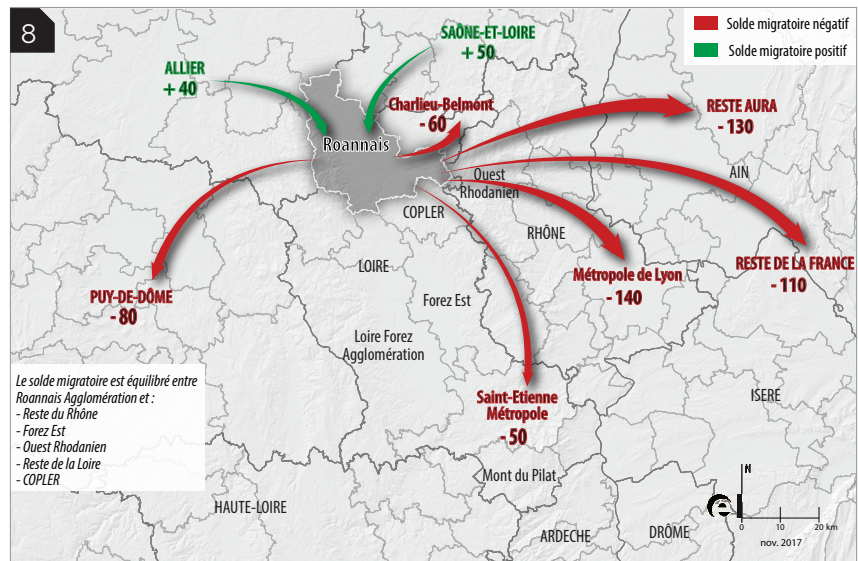 8
Solde migratoire négatif
Solde migratoire positif
SAÔNE-ET-LOIRE
+ 50
ALLIER
+ 40
Charlieu-Belmont
- 60
RESTE AURA
- 130
Roannais
AIN
Ouest
Rhodanien
COPLER
RHÔNE
LOIRE
RESTE DE LA FRANCE
- 110
Métropole de Lyon
- 140
PUY-DE-DÔME
- 80
Forez Est
Loire Forez
Agglomération
Le solde migratoire est équilibré entre
Roannais Agglomération et :
- Reste du Rhône
- Forez Est
- Ouest Rhodanien
- Reste de la Loire
- COPLER
Saint-Etienne
Métropole
- 50
ISERE
Mont du Pilat
N
HAUTE-LOIRE
el
0 10 20 km
ARDECHE
DRÔME
nov. 2017